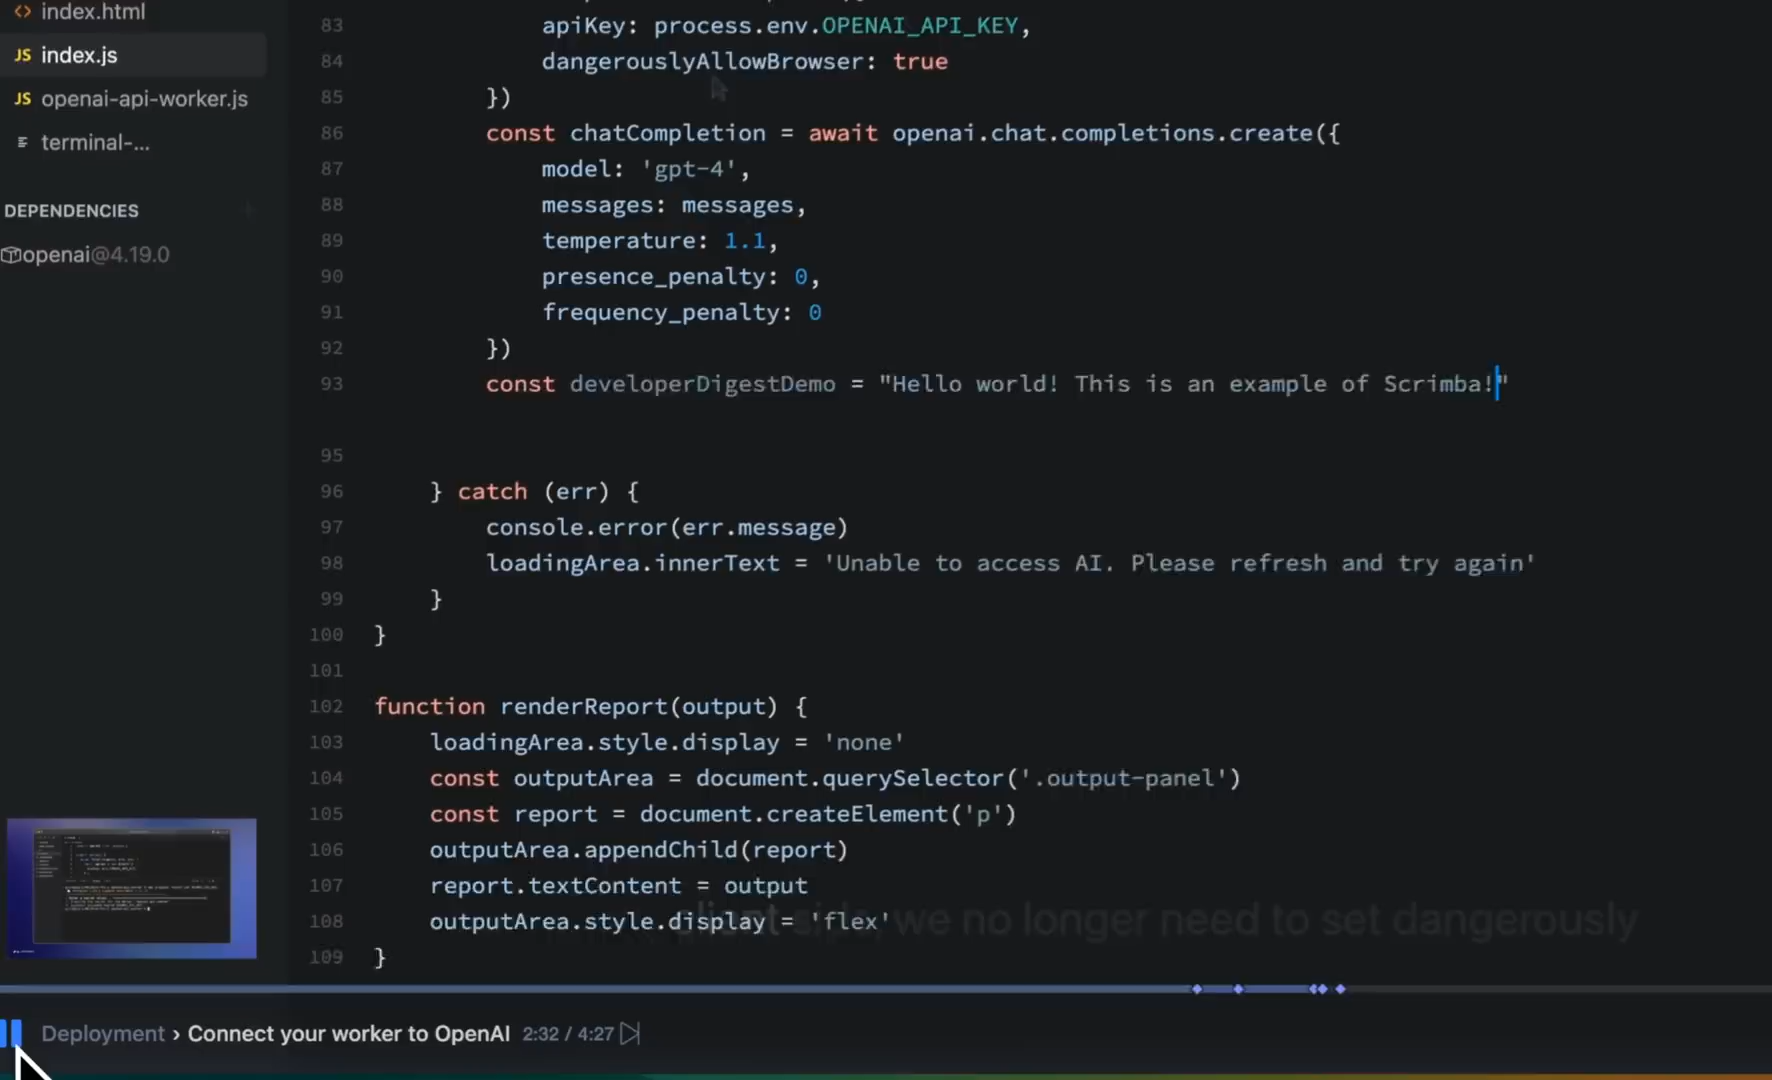 index.html
JS index.js
JS openai-api-worker.js
terminal-...
DEPENDENCIES
openai@4.19.0
83 apiKey: process.env.OPENAI_API_KEY,
84 dangerouslyAllowBrowser: true
85 })
86 const chatCompletion = await openai.chat.completions.create({
87 model: 'gpt-4',
88 messages: messages,
89 temperature: 1.1,
90 presence_penalty: 0,
91 frequency_penalty: 0
92 })
93 const developerDigestDemo = "Hello world! This is an example of Scrimba!"
95
96 } catch (err) {
97 console.error(err.message)
98 loadingArea.innerText = 'Unable to access AI. Please refresh and try again'
99 }
100 }
101
102 function renderReport(output) {
103 loadingArea.style.display = 'none'
104 const outputArea = document.querySelector('.output-panel')
105 const report = document.createElement('p')
106 outputArea.appendChild(report)
107 report.textContent = output
108 outputArea.style.display = 'flex'
109 }
client side, we no longer need to set dangerously
Deployment › Connect your worker to OpenAI 2:32 / 4:27